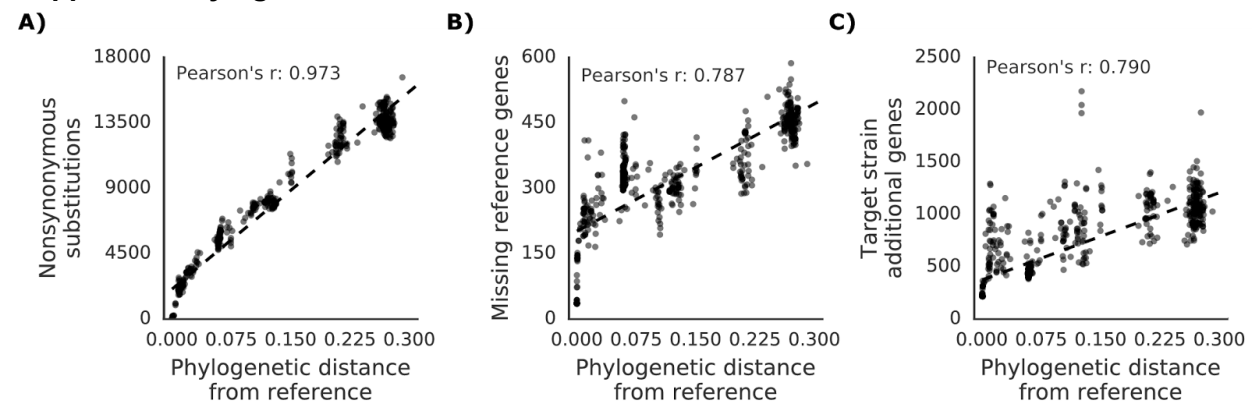 A)
Pearson's r: 0.973
Nonsynonymous
substitutions
18000
13500
9000
4500
0
0.000 0.075 0.150 0.225 0.300
Phylogenetic distance
from reference
B)
Pearson's r: 0.787
Missing reference genes
600
450
300
150
0
0.000 0.075 0.150 0.225 0.300
Phylogenetic distance
from reference
C)
Pearson's r: 0.790
Target strain
additional genes
2500
2000
1500
1000
500
0
0.000 0.075 0.150 0.225 0.300
Phylogenetic distance
from reference